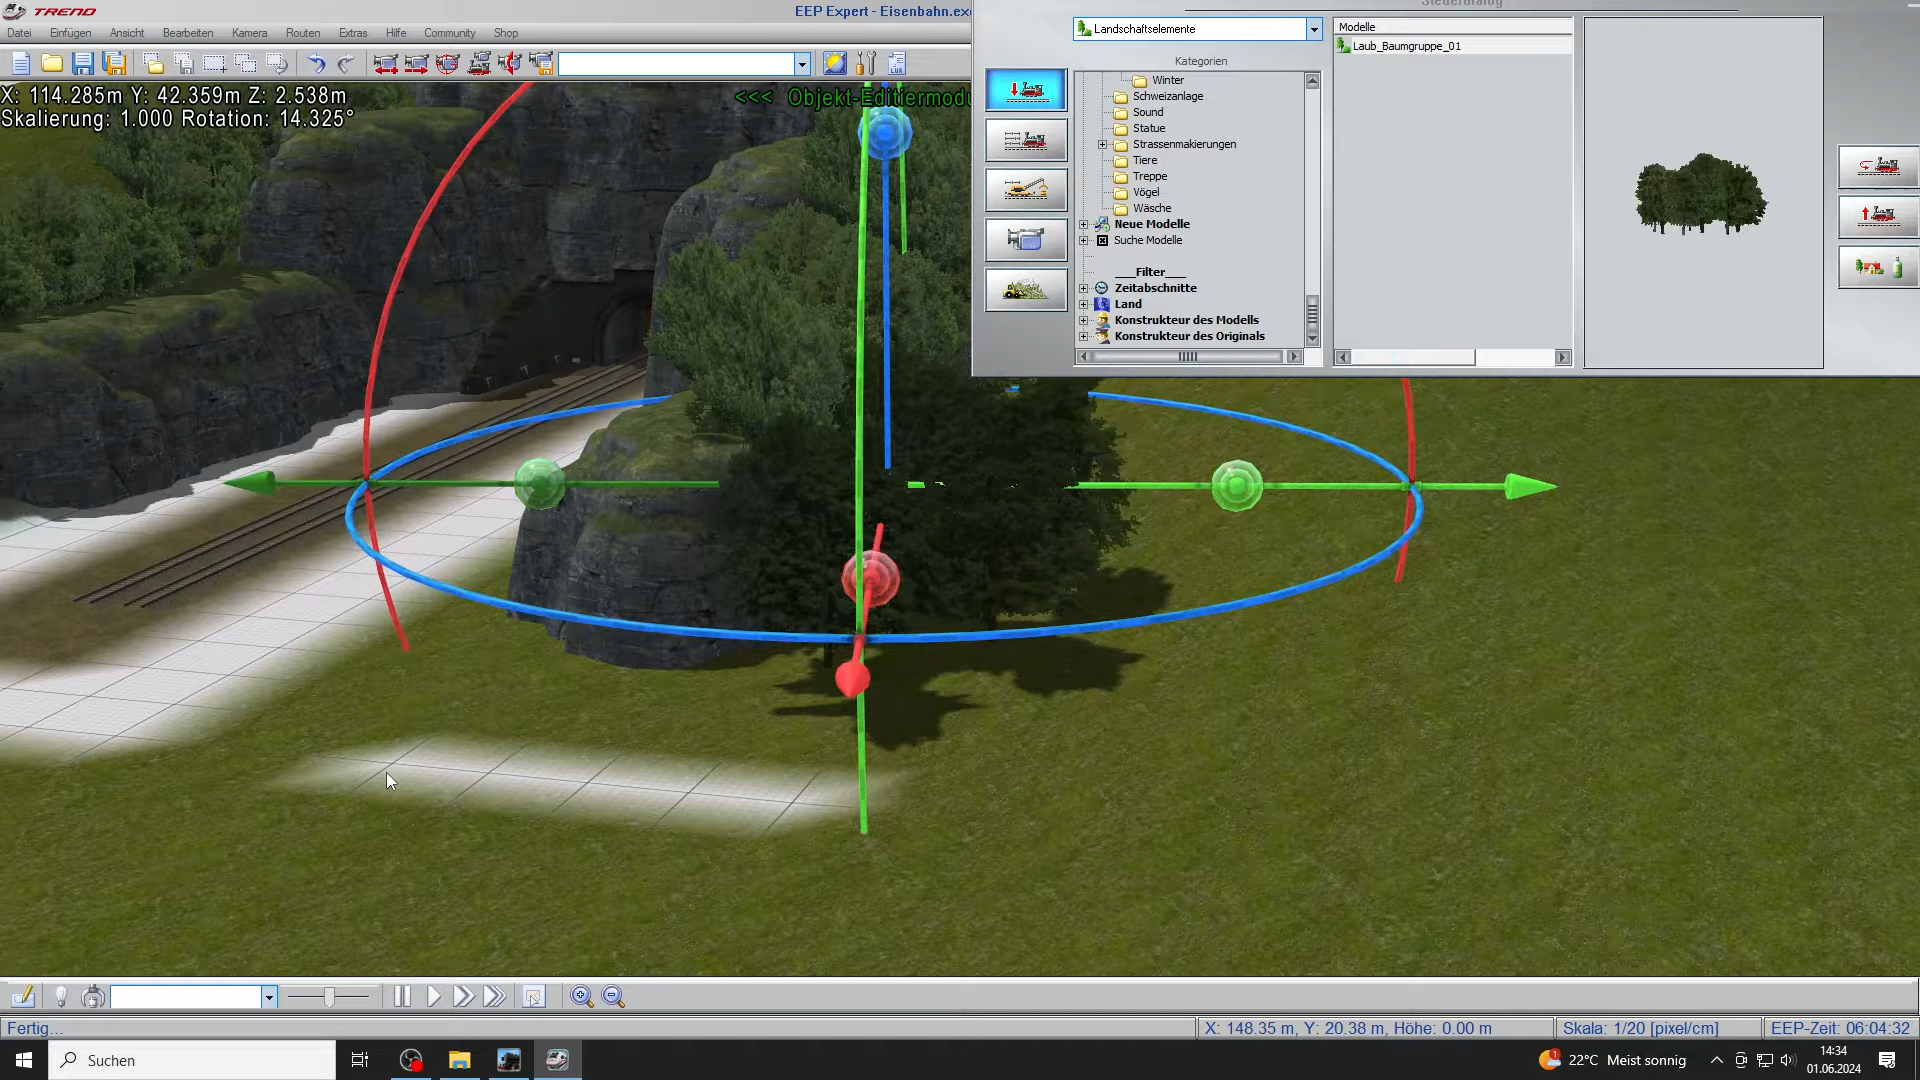 TREND
EEP Expert - Eisenbahn.exe
Steuerdialog
Datei Einfügen Ansicht Bearbeiten Kamera Routen Extras Hilfe Community Shop
X: 114.285m Y: 42.359m Z: 2.538m
Skalierung: 1.000 Rotation: 14.325°
<<< Objekt-Editiermodu
Landschaftselemente
Kategorien
Winter
Schweizanlage
Sound
Statue
Strassenmakierungen
Tiere
Treppe
Vögel
Wäsche
Neue Modelle
Suche Modelle
___Filter___
Zeitabschnitte
Land
Konstrukteur des Modells
Konstrukteur des Originals
Modelle
Laub_Baumgruppe_01
Fertig...
X: 148.35 m, Y: 20.38 m, Höhe: 0.00 m
Skala: 1/20 [pixel/cm]
EEP-Zeit: 06:04:32
Suchen
22°C Meist sonnig
14:34
01.06.2024